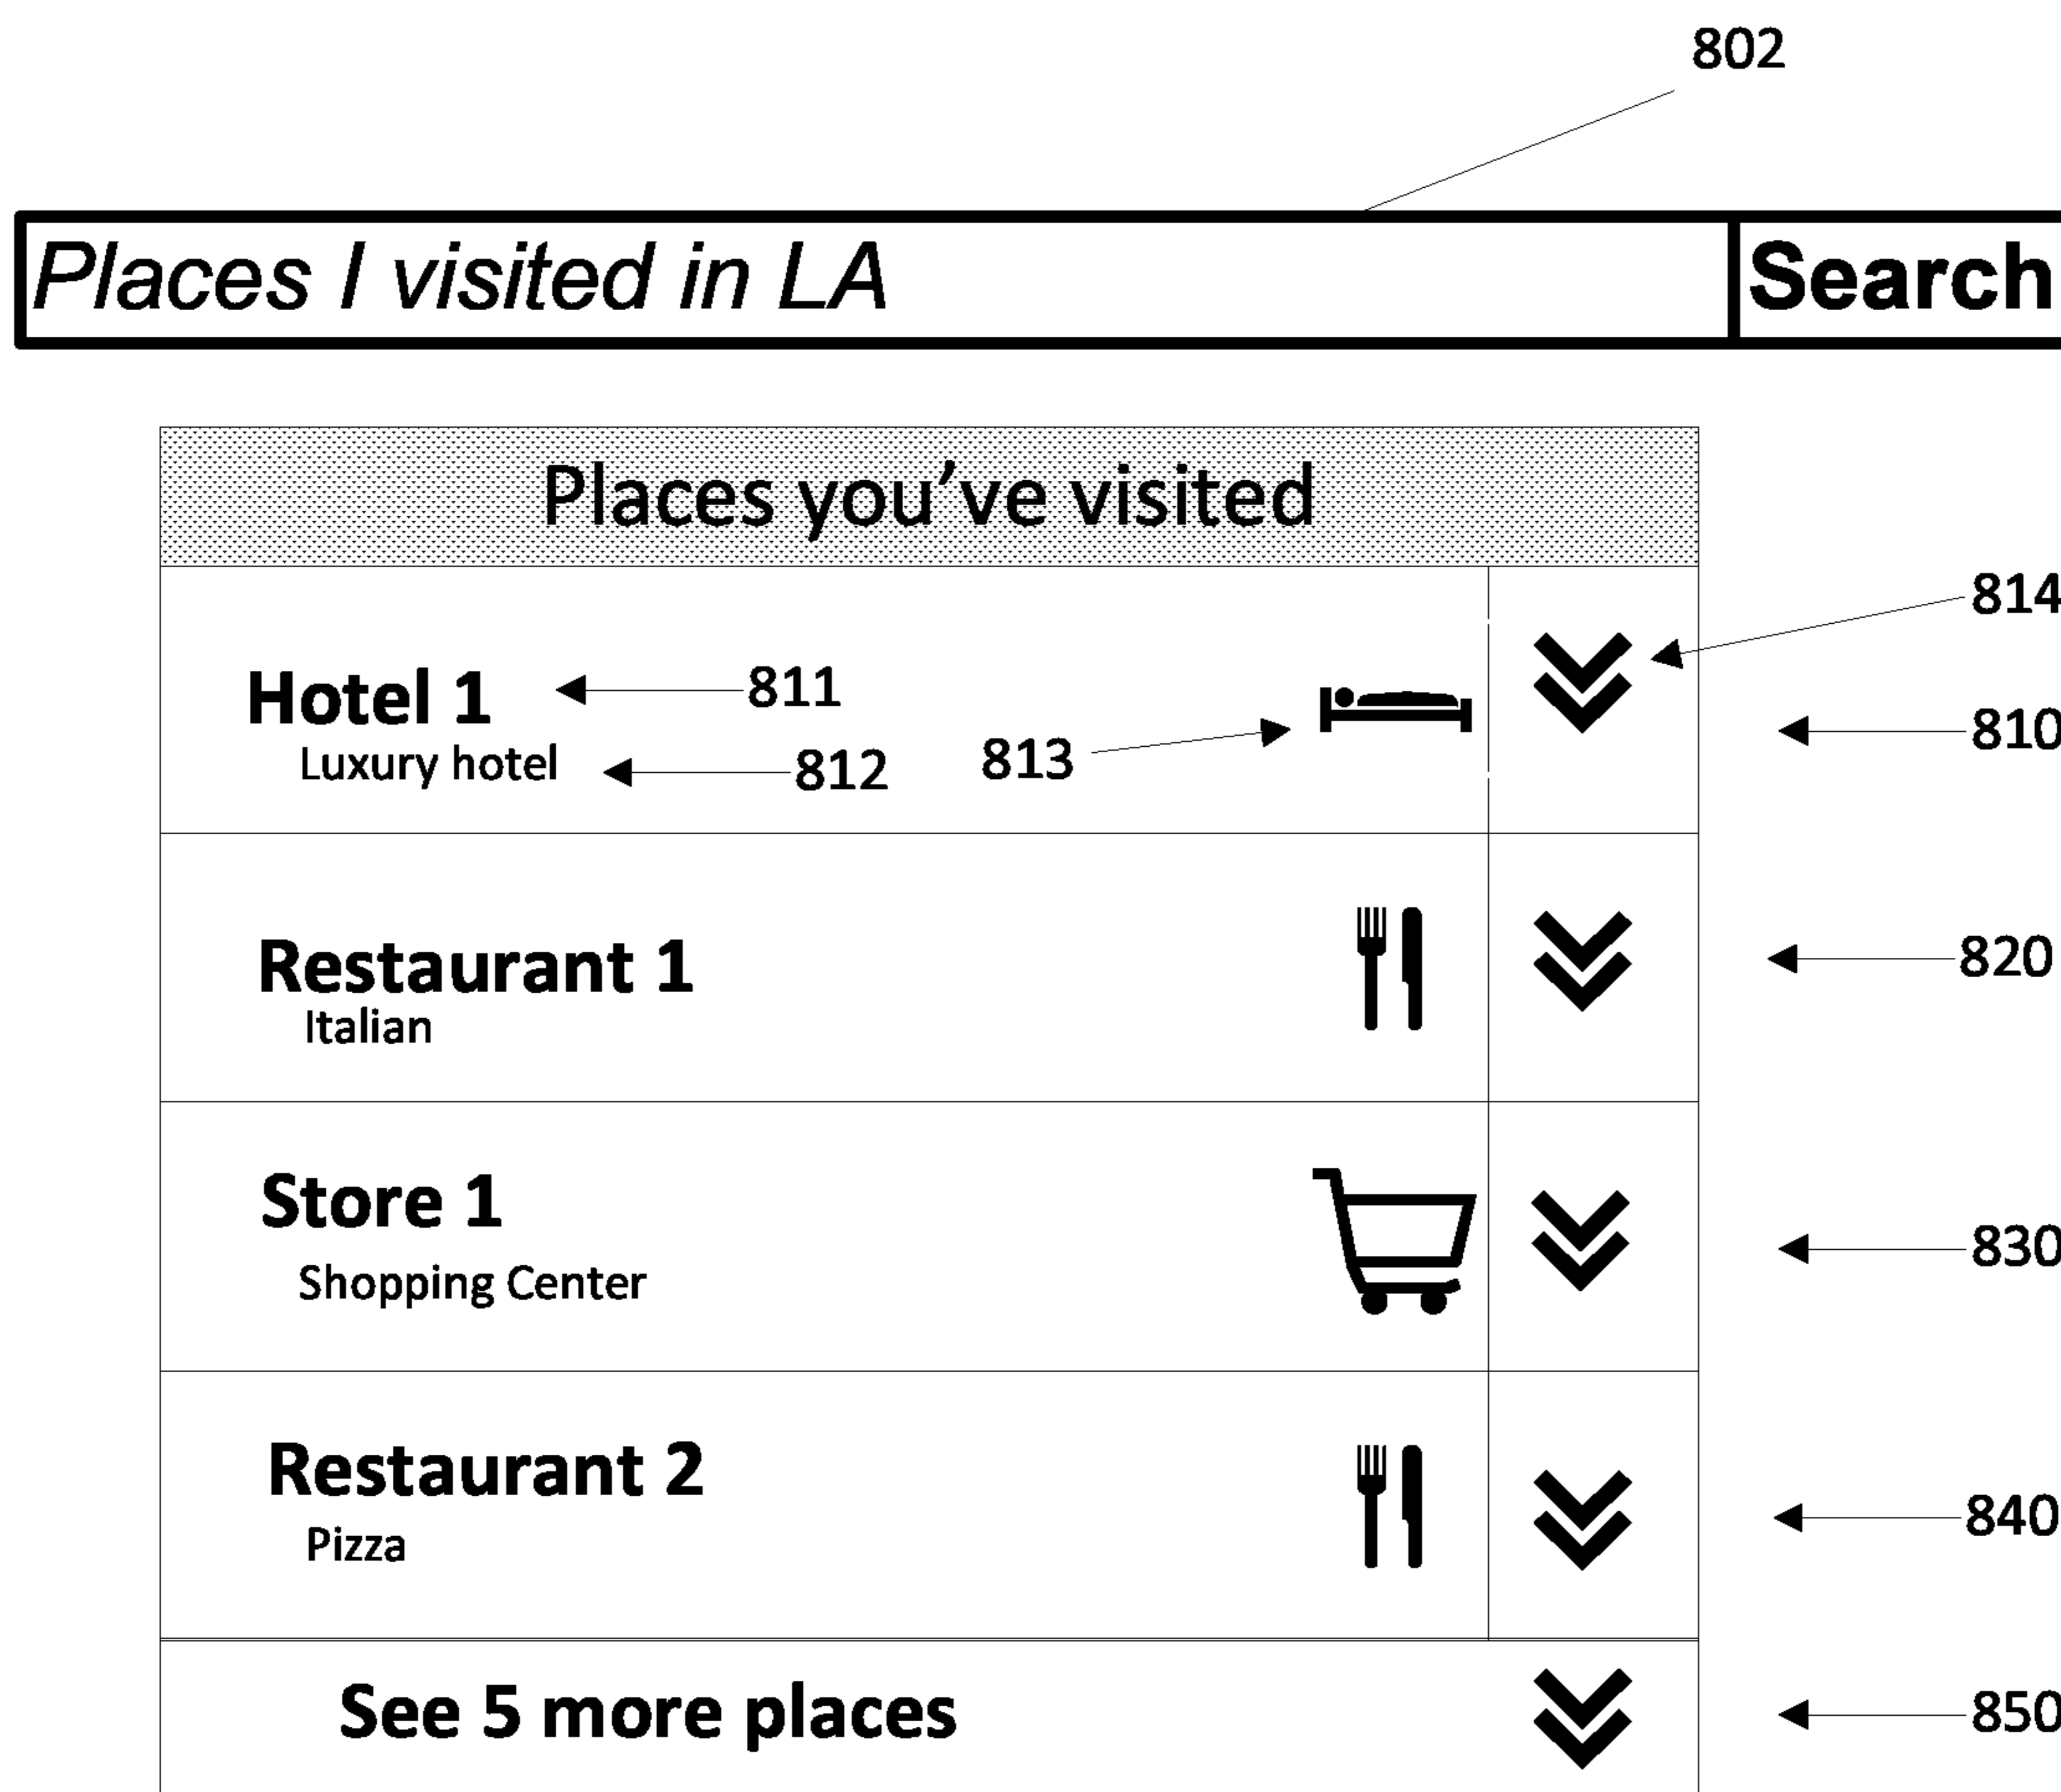 802
Places I visited in LA Search
Places you've visited
814
Hotel 1 811
810
Luxury hotel 812 813
Restaurant 1 820
Italian
Store 1
830
Shopping Center
Restaurant 2
840
Pizza
See 5 more places 850